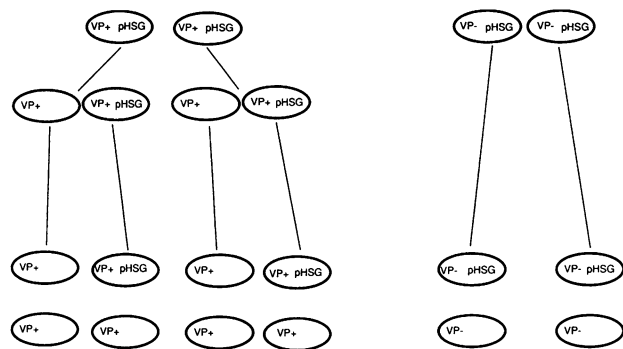 VP+ pHSG VP+ pHSG VP- pHSG VP- pHSG
VP+ VP+ pHSG VP+ VP+ pHSG
VP+ VP+ pHSG VP+ VP+ pHSG VP- pHSG VP- pHSG
VP+ VP+ VP+ VP+ VP- VP-